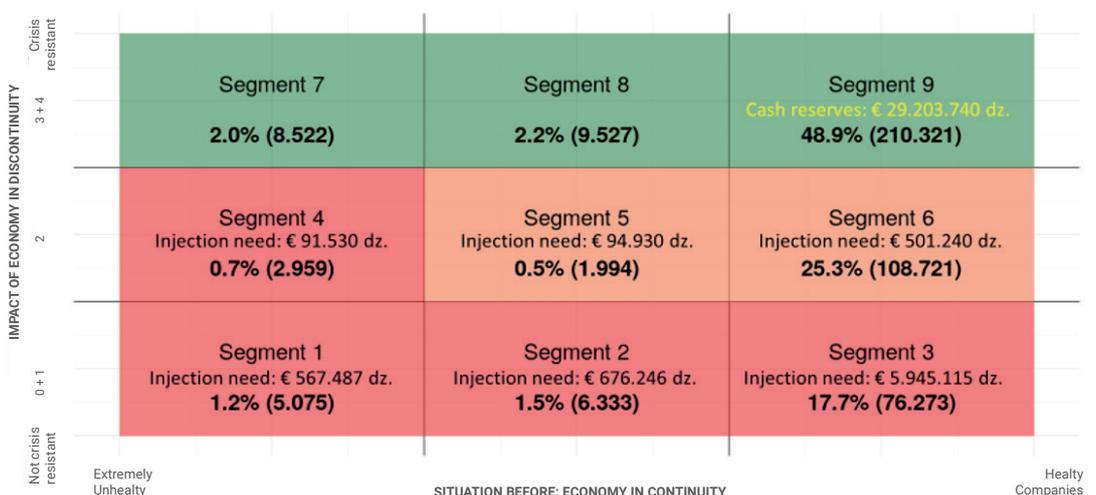 Crisis
resistant
IMPACT OF ECONOMY IN DISCONTINUITY
3 + 4
2
0 + 1
Not crisis
resistant
Segment 7
2.0% (8.522)
Segment 8
2.2% (9.527)
Segment 9
Cash reserves: € 29.203.740 dz.
48.9% (210.321)
Segment 4
Injection need: € 91.530 dz.
0.7% (2.959)
Segment 5
Injection need: € 94.930 dz.
0.5% (1.994)
Segment 6
Injection need: € 501.240 dz.
25.3% (108.721)
Segment 1
Injection need: € 567.487 dz.
1.2% (5.075)
Segment 2
Injection need: € 676.246 dz.
1.5% (6.333)
Segment 3
Injection need: € 5.945.115 dz.
17.7% (76.273)
Extremely
Unhealty
SITUATION BEFORE: ECONOMY IN CONTINUITY
Healty
Companies